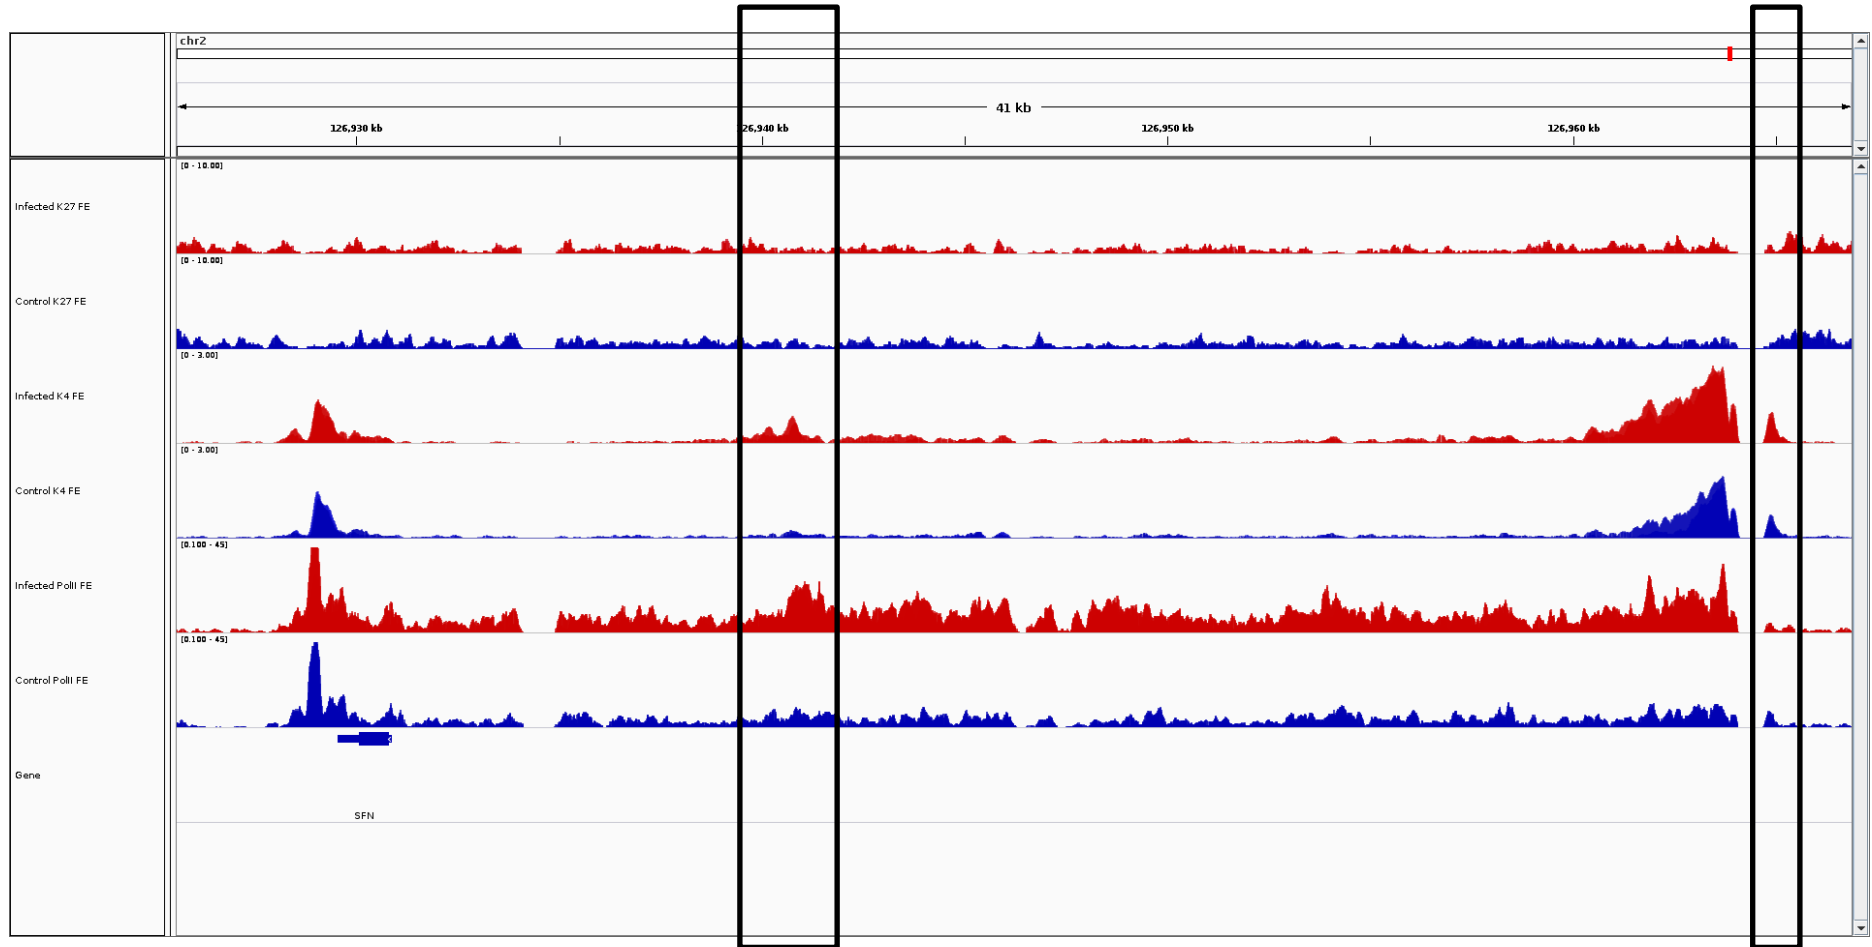 chr2
41 kb
126,930 kb
126,940 kb
126,950 kb
126,960 kb
[0 - 10.00]
Infected K27 FE
[0 - 10.00]
Control K27 FE
[0 - 3.00]
Infected K4 FE
[0 - 3.00]
Control K4 FE
[0.100 - 45]
Infected PolII FE
[0.100 - 45]
Control PolII FE
Gene
SFN